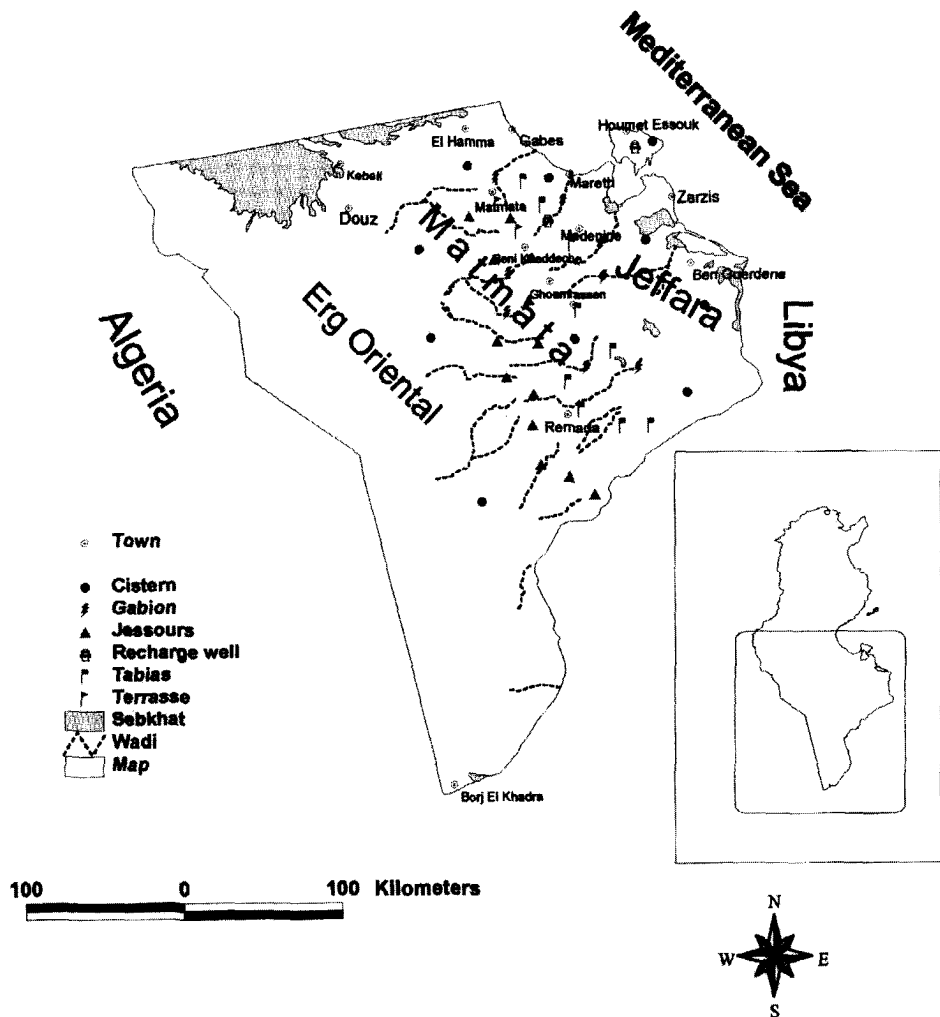 Mediterranean Sea
Houmet Essouk
El Hamma
Gabes
Kebeli
Mareth
Zarzis
Matmata
Douz
Medenine
Matmata
Beni Kheddache
Jeffara
Ben Guerdene
Ghomrassen
Erg Oriental
Algeria
Libya
Remada
Town
Cistern
Gabion
Jessours
Recharge well
Tabias
Terrasse
Sebkhat
Wadi
Map
Borj El Khadra
100 0 100 Kilometers
N
W E
S